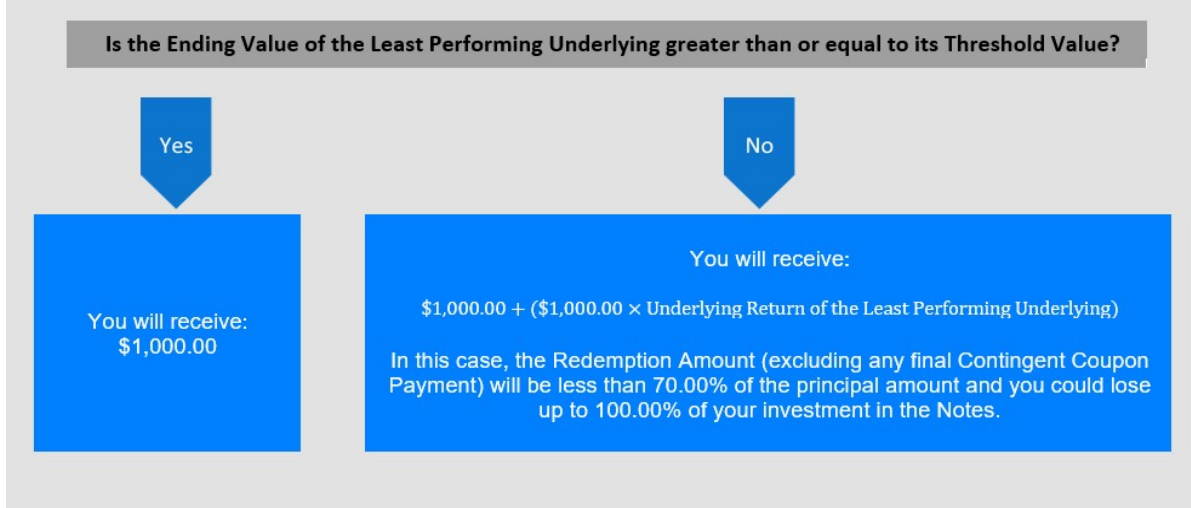 Is the Ending Value of the Least Performing Underlying greater than or equal to its Threshold Value?
Yes
No
You will receive:
$1,000.00
You will receive:
$1,000.00 + ($1,000.00 × Underlying Return of the Least Performing Underlying)
In this case, the Redemption Amount (excluding any final Contingent Coupon
Payment) will be less than 70.00% of the principal amount and you could lose
up to 100.00% of your investment in the Notes.